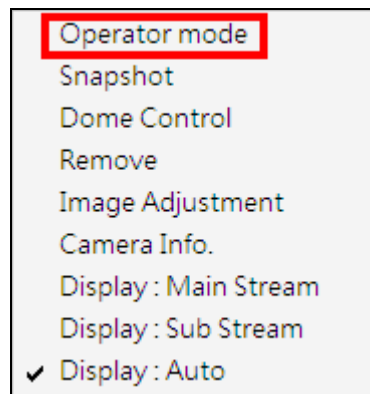 Operator mode
Snapshot
Dome Control
Remove
Image Adjustment
Camera Info.
Display : Main Stream
Display : Sub Stream
Display : Auto